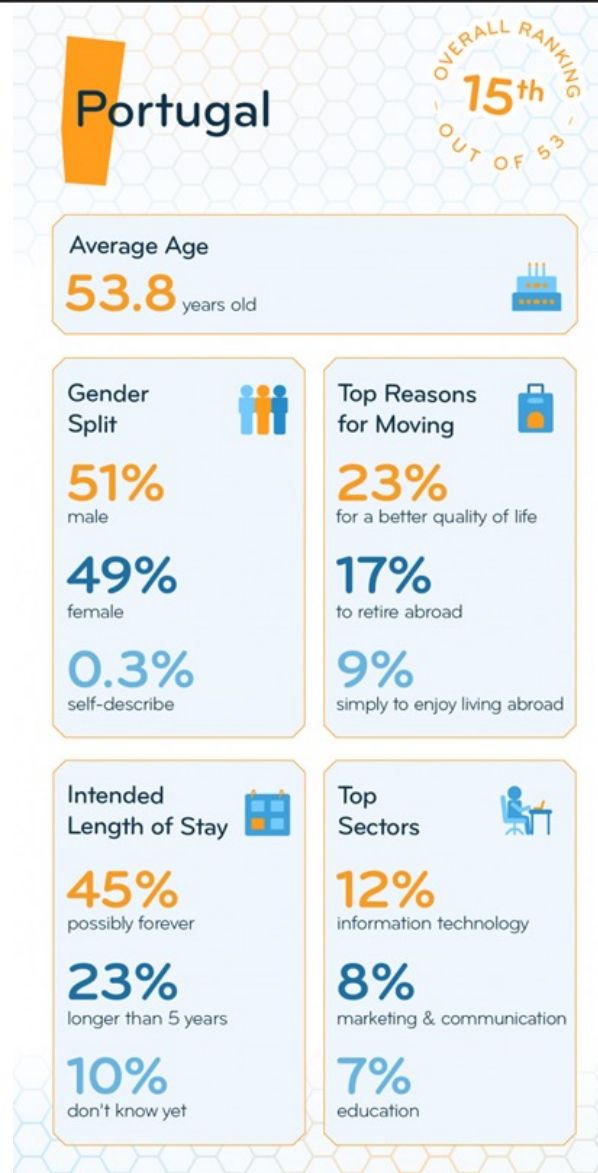 Portugal
OVERALL RANKING
15th
OUT OF 53
Average Age
53.8 years old
Gender
Split
51%
male
49%
female
0.3%
self-describe
Top Reasons
for Moving
23%
for a better quality of life
17%
to retire abroad
9%
simply to enjoy living abroad
Intended
Length of Stay
45%
possibly forever
23%
longer than 5 years
10%
don't know yet
Top
Sectors
12%
information technology
8%
marketing & communication
7%
education